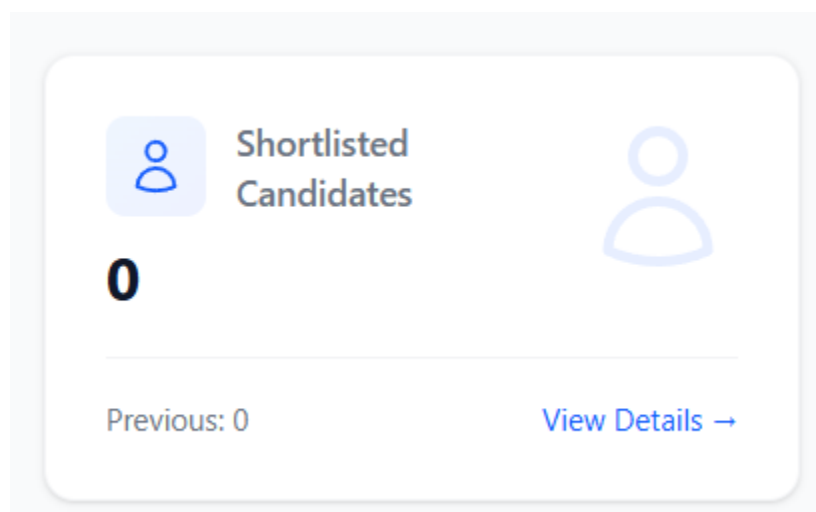 Shortlisted
Candidates
0
Previous: 0
View Details →